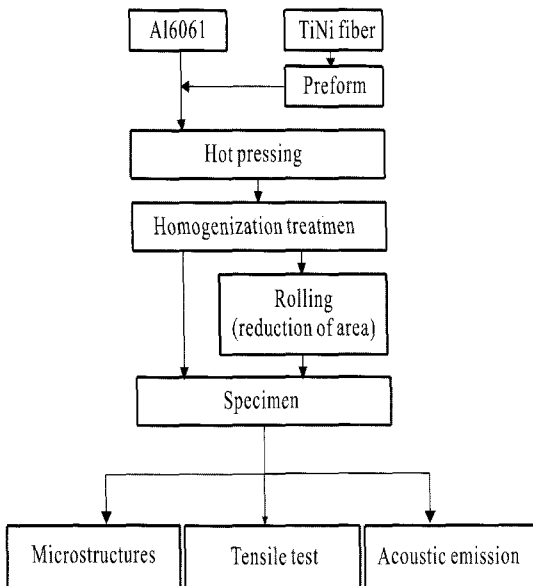 Al6061
TiNi fiber
Preform
Hot pressing
Homogenization treatmen
Rolling
(reduction of area)
Specimen
Microstructures
Tensile test
Acoustic emission